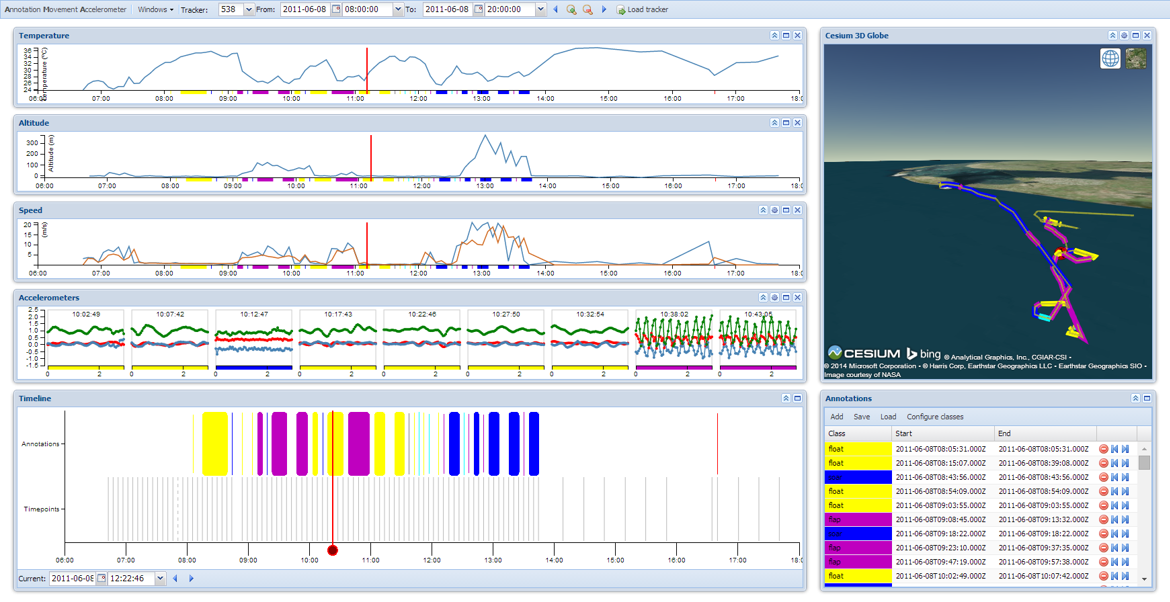 Annotation Movement Accelerometer Windows Tracker: 538 From: 2011-06-08 08:00:00 To: 2011-06-08 20:00:00 Load tracker
Temperature
Temperature (°C)
36
34
32
30
28
26
24
06:00 07:00 08:00 09:00 10:00 11:00 12:00 13:00 14:00 15:00 16:00 17:00 18:0
Altitude
Altitude (m)
300
200
100
0
06:00 07:00 08:00 09:00 10:00 11:00 12:00 13:00 14:00 15:00 16:00 17:00 18:0
Speed
(m/s)
20
15
10
5
06:00 07:00 08:00 09:00 10:00 11:00 12:00 13:00 14:00 15:00 16:00 17:00 18:0
Accelerometers
10:02:49 10:07:42 10:12:47 10:17:43 10:22:46 10:27:50 10:32:54 10:38:02 10:43:05
2.5
2.0
1.5
1.0
0.5
0.0
-0.5
-1.0
-1.5
0 2 0 2 0 2 0 2 0 2 0 2 0 2 0 2 0 2
Timeline
Annotations
Timepoints
06:00 07:00 08:00 09:00 10:00 11:00 12:00 13:00 14:00 15:00 16:00 17:00 18:0
Current: 2011-06-08 12:22:46
Cesium 3D Globe
CESIUM bing © Analytical Graphics, Inc., CGIAR-CSI •
© 2014 Microsoft Corporation • © Harris Corp, Earthstar Geographics LLC • Earthstar Geographics SIO •
Image courtesy of NASA
Annotations
Add Save Load Configure classes
Class Start End
float 2011-06-08T08:05:31.000Z 2011-06-08T08:05:31.000Z
float 2011-06-08T08:15:07.000Z 2011-06-08T08:39:08.000Z
2011-06-08T08:43:56.000Z 2011-06-08T08:43:56.000Z
float 2011-06-08T08:54:09.000Z 2011-06-08T08:54:09.000Z
float 2011-06-08T09:03:55.000Z 2011-06-08T09:03:55.000Z
flap 2011-06-08T09:08:45.000Z 2011-06-08T09:13:32.000Z
2011-06-08T09:18:22.000Z 2011-06-08T09:18:22.000Z
flap 2011-06-08T09:23:10.000Z 2011-06-08T09:37:35.000Z
flap 2011-06-08T09:47:19.000Z 2011-06-08T09:57:38.000Z
float 2011-06-08T10:02:49.000Z 2011-06-08T10:07:42.000Z